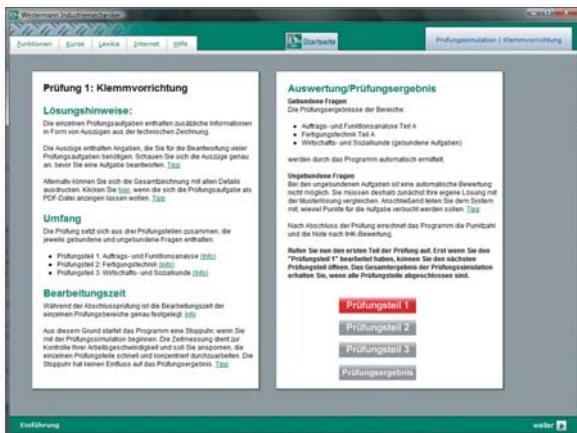 Westermann Industriemechaniker
Funktionen Kurse Lexika Internet Hilfe
Startseite
Prüfungssimulation | Klemmvorrichtung
Prüfung 1: Klemmvorrichtung
Lösungshinweise:
Die einzelnen Prüfungsaufgaben enthalten zusätzliche Informationen
in Form von Auszügen aus der technischen Zeichnung.
Die Auszüge enthalten Angaben, die Sie für die Beantwortung vieler
Prüfungsaufgaben benötigen. Schauen Sie sich die Auszüge genau
an, bevor Sie eine Aufgabe beantworten. Tipp
Alternativ können Sie sich die Gesamtzeichnung mit allen Details
ausdrucken. Klicken Sie hier, wenn die sich die Prüfungsaufgabe als
PDF-Datei anzeigen lassen wollen. Tipp
Umfang
Die Prüfung setzt sich aus drei Prüfungsteilen zusammen, die
jeweils gebundene und ungebundene Fragen enthalten.
• Prüfungsteil 1: Auftrags- und Funktionsanalyse (Info)
• Prüfungsteil 2: Fertigungstechnik (Info)
• Prüfungsteil 3: Wirtschafts- und Sozialkunde (Info)
Bearbeitungszeit
Während der Abschlussprüfung ist die Bearbeitungszeit der
einzelnen Prüfungsbereiche genau festgelegt. Info
Aus diesem Grund startet das Programm eine Stoppuhr, wenn Sie
mit der Prüfungssimulation beginnen. Die Zeitmessung dient zur
Kontrolle Ihrer Arbeitsgeschwindigkeit und soll Sie anspornen, die
einzelnen Prüfungsteile schnell und konzentriert durchzuarbeiten. Die
Stoppuhr hat keinen Einfluss auf das Prüfungsergebnis. Tipp
Auswertung/Prüfungsergebnis
Gebundene Fragen
Die Prüfungsergebnisse der Bereiche:
• Auftrags- und Funktionsanalyse Teil A
• Fertigungstechnik Teil A
• Wirtschafts- und Sozialkunde (gebundene Aufgaben)
werden durch das Programm automatisch ermittelt.
Ungebundene Fragen
Bei den ungebundenen Aufgaben ist eine automatische Bewertung
nicht möglich. Sie müssen deshalb zunächst Ihre eigene Lösung mit
der Musterlösung vergleichen. Anschließend teilen Sie dem System
mit, wieviel Punkte für die Aufgabe verbucht werden sollen. Tipp
Nach Abschluss der Prüfung errechnet das Programm die Punktzahl
und die Note nach IHK-Bewertung.
Rufen Sie nun den ersten Teil der Prüfung auf. Erst wenn Sie den
"Prüfungsteil 1" bearbeitet haben, können Sie den nächsten
Prüfungsteil öffnen. Das Gesamtergebnis der Prüfungssimulation
erhalten Sie, wenn alle Prüfungsteile abgeschlossen sind.
Prüfungsteil 1
Prüfungsteil 2
Prüfungsteil 3
Prüfungsergebnis
Einführung
weiter